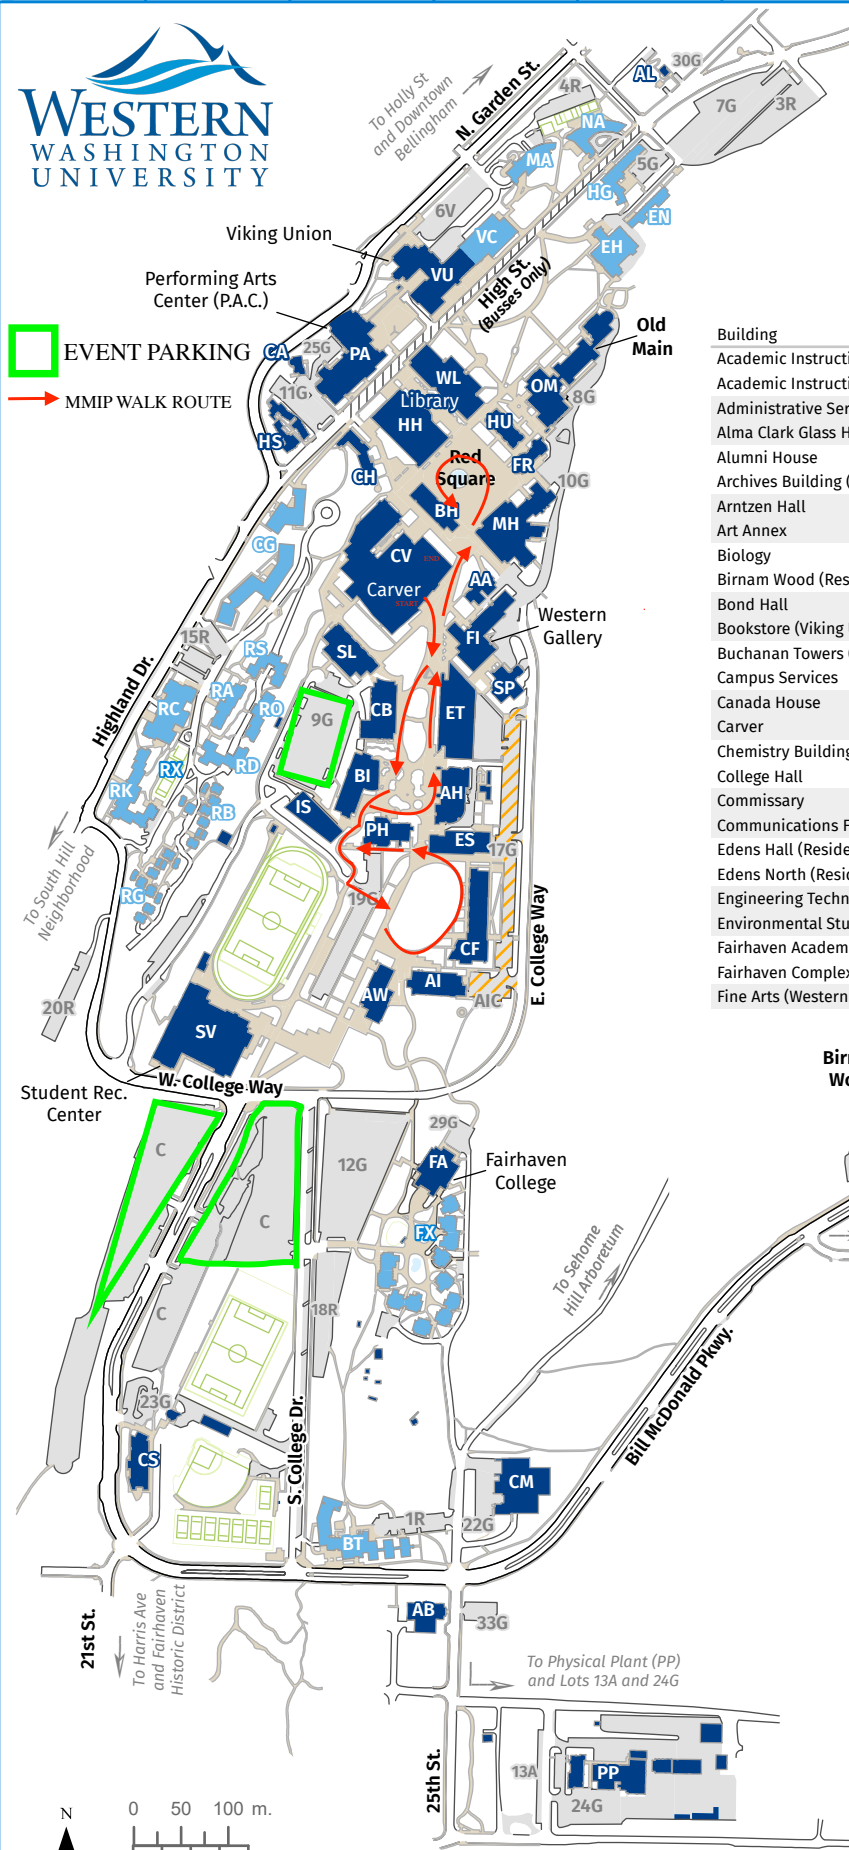 WESTERN
WASHINGTON
UNIVERSITY
To Holly St
and Downtown
Bellingham
N. Garden St.
AL
30G
4R
7G
3R
NA
MA
5G
HG
EN
6V
VC
EH
Viking Union
VU
High St.
(Busses Only)
Performing Arts
Center (P.A.C.)
EVENT PARKING
MMIP WALK ROUTE
CA
25G
PA
11G
HS
WL
Library
HH
Old
Main
OM
8G
HU
FR
CH
Red
Square
10G
BH
MH
CG
CV
END
Carver
START
AA
FI
Western
Gallery
15R
RS
SL
SP
Highland Dr.
RC
RA
RO
9G
CB
ET
RX
RD
RK
BI
AH
RB
IS
PH
ES
17G
To South Hill
Neighborhood
RG
19G
E. College Way
CF
AI
AW
AIC
20R
SV
Student Rec.
Center
W. College Way
C
C
12G
29G
FA
Fairhaven
College
FX
To Sehome
Hill Arboretum
C
18R
23G
CS
S. College Dr.
Bill McDonald Pkwy.
CM
1R
22G
BT
21st St.
To Harris Ave
and Fairhaven
Historic District
AB
33G
To Physical Plant (PP)
and Lots 13A and 24G
25th St.
13A
PP
24G
N
0 50 100 m.
Building
Academic Instructi
Academic Instructi
Administrative Ser
Alma Clark Glass H
Alumni House
Archives Building (
Arntzen Hall
Art Annex
Biology
Birnam Wood (Res
Bond Hall
Bookstore (Viking
Buchanan Towers (
Campus Services
Canada House
Carver
Chemistry Building
College Hall
Commissary
Communications F
Edens Hall (Reside
Edens North (Resid
Engineering Techn
Environmental Stu
Fairhaven Academ
Fairhaven Complex
Fine Arts (Western
Birn
Wo